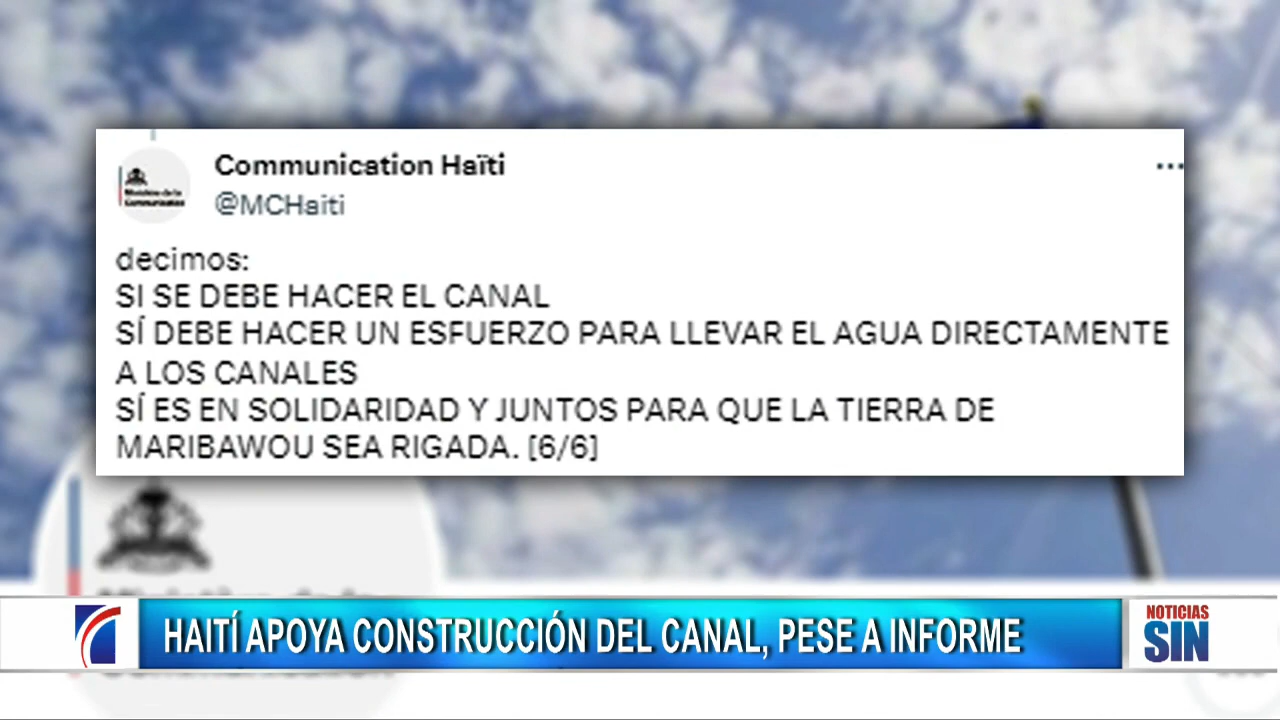 Communication Haïti
@MCHaiti
decimos:
SI SE DEBE HACER EL CANAL
SÍ DEBE HACER UN ESFUERZO PARA LLEVAR EL AGUA DIRECTAMENTE
A LOS CANALES
SÍ ES EN SOLIDARIDAD Y JUNTOS PARA QUE LA TIERRA DE
MARIBAWOU SEA RIGADA. [6/6]
HAITÍ APOYA CONSTRUCCIÓN DEL CANAL, PESE A INFORME
NOTICIAS
SIN